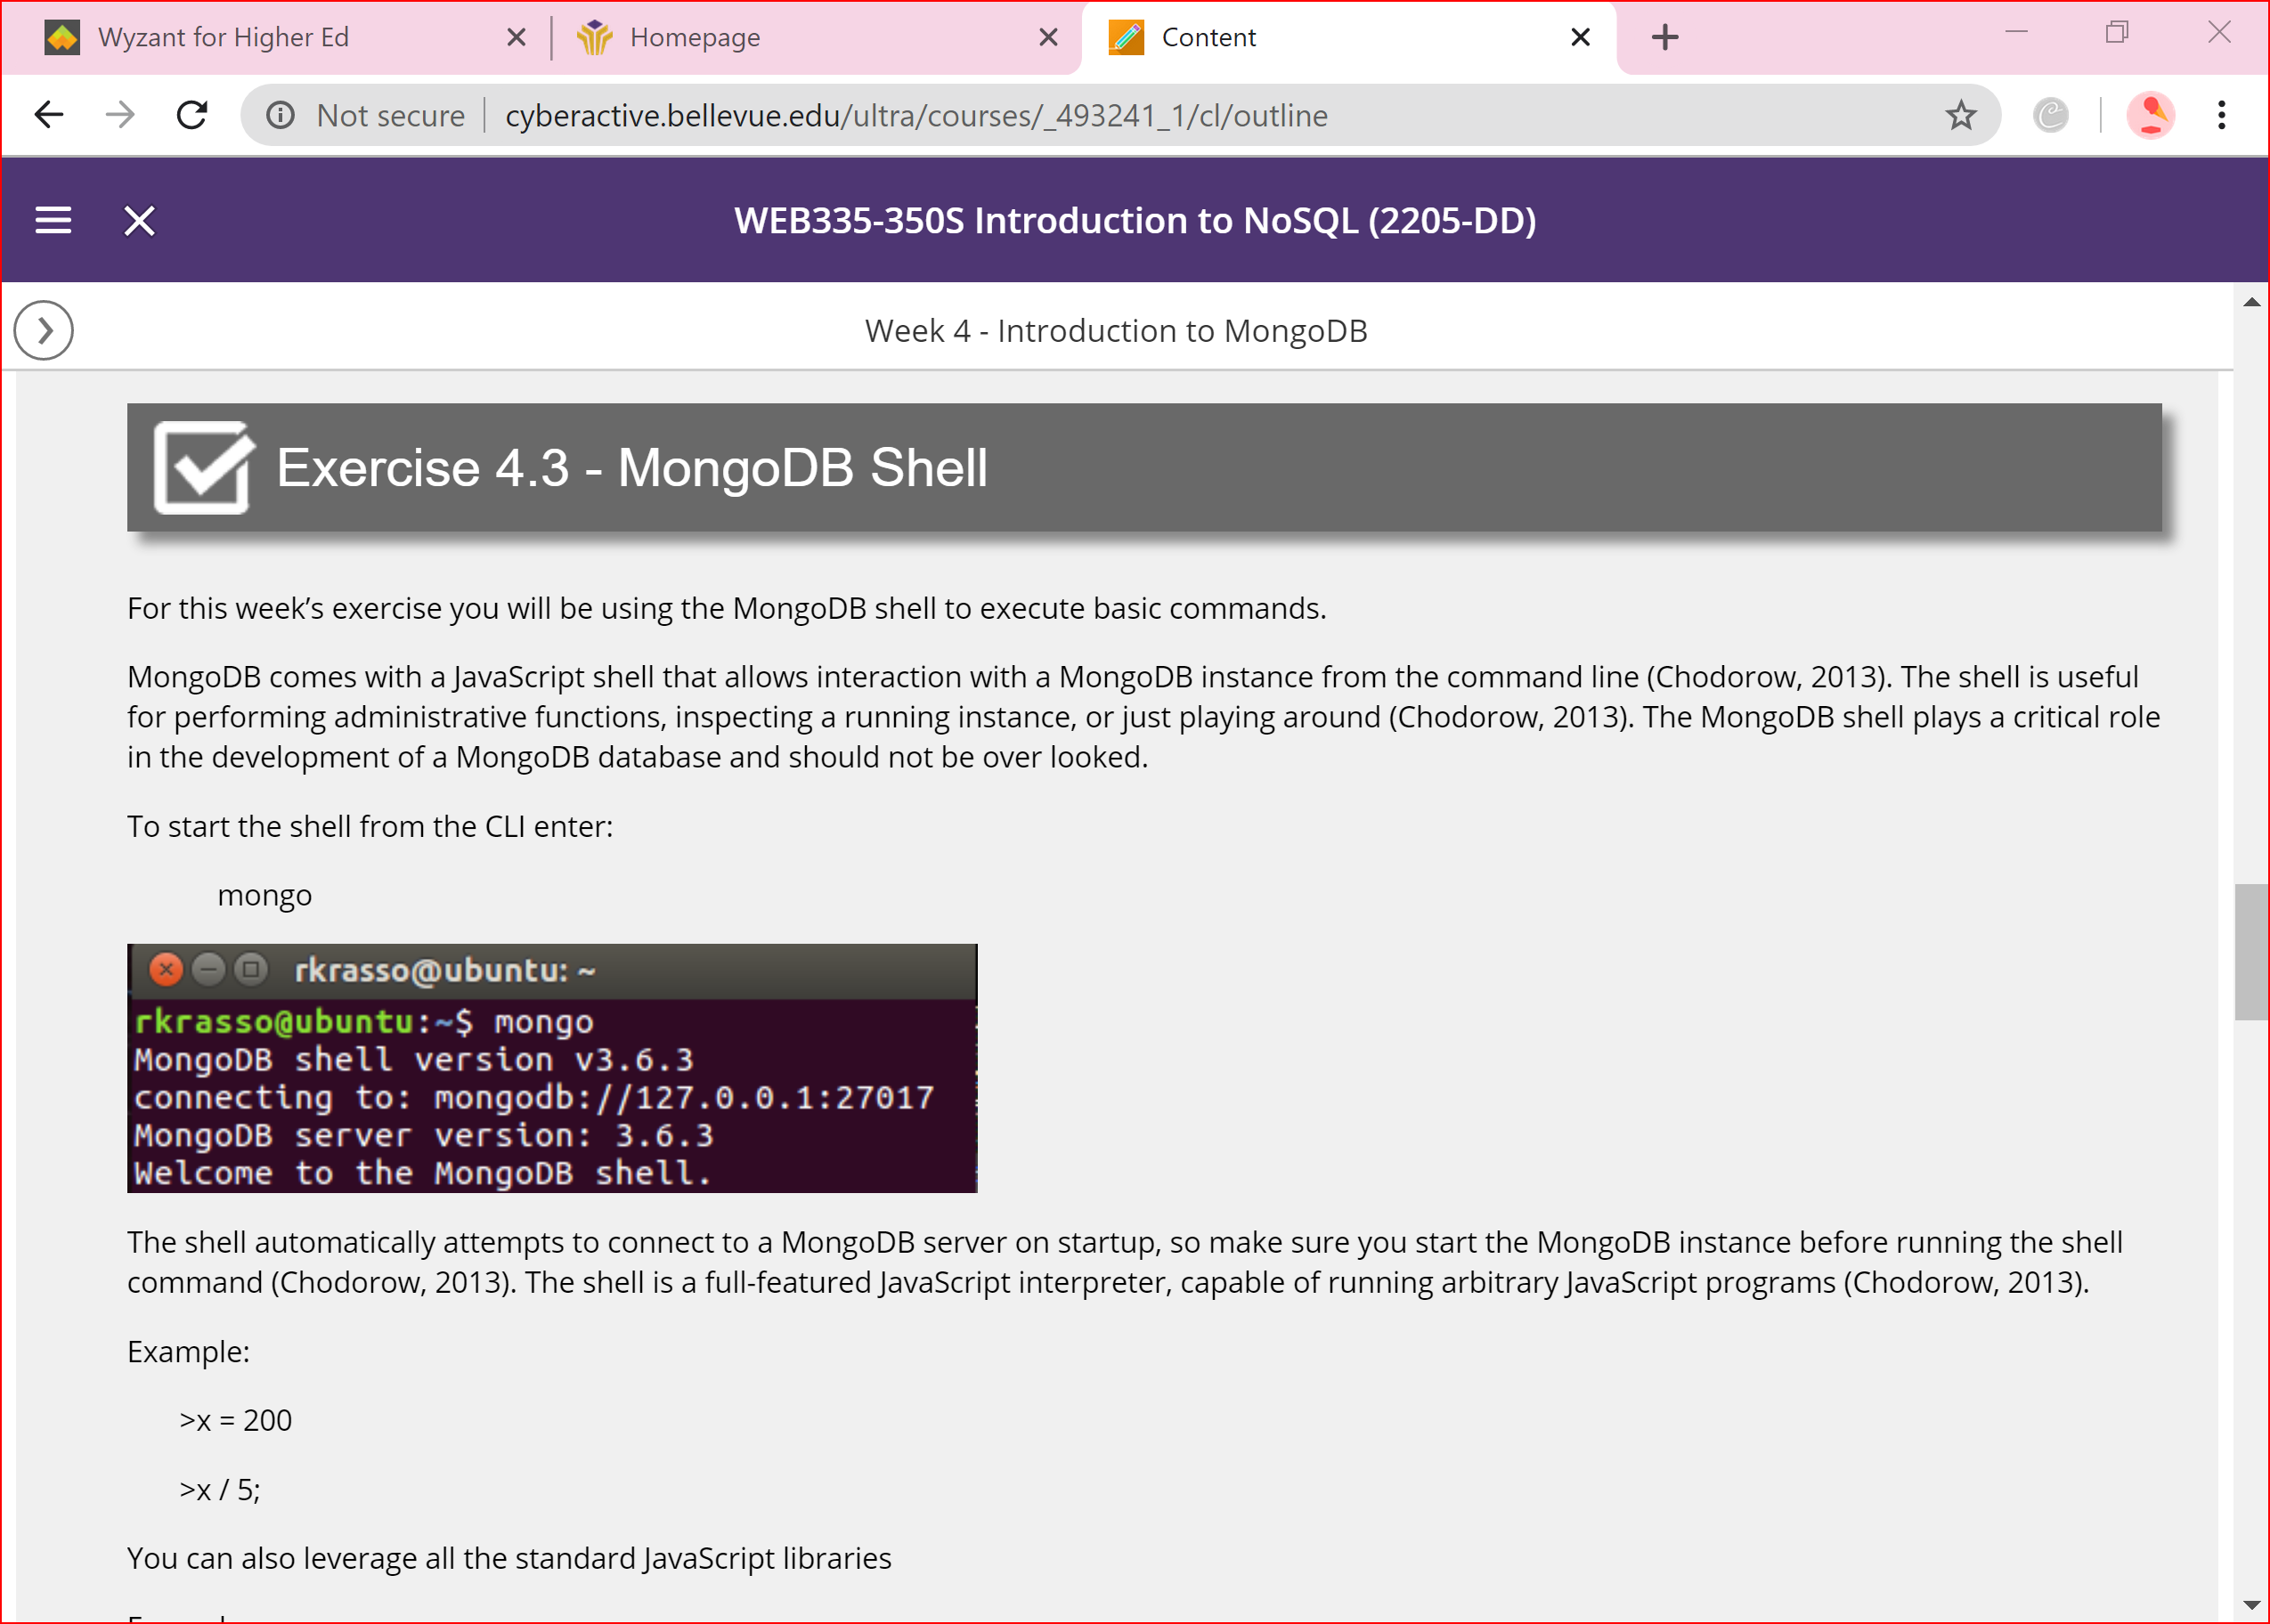 Wyzant for Higher Ed
Homepage
Content
Not secure
cyberactive.bellevue.edu/ultra/courses/_493241_1/cl/outline
WEB335-350S Introduction to NoSQL (2205-DD)
Week 4 - Introduction to MongoDB
Exercise 4.3 - MongoDB Shell
For this week’s exercise you will be using the MongoDB shell to execute basic commands.
MongoDB comes with a JavaScript shell that allows interaction with a MongoDB instance from the command line (Chodorow, 2013). The shell is useful
for performing administrative functions, inspecting a running instance, or just playing around (Chodorow, 2013). The MongoDB shell plays a critical role
in the development of a MongoDB database and should not be over looked.
To start the shell from the CLI enter:
mongo
rkrasso@ubuntu: ~
rkrasso@ubuntu:~$ mongo
MongoDB shell version v3.6.3
connecting to: mongodb://127.0.0.1:27017
MongoDB server version: 3.6.3
Welcome to the MongoDB shell.
The shell automatically attempts to connect to a MongoDB server on startup, so make sure you start the MongoDB instance before running the shell
command (Chodorow, 2013). The shell is a full-featured JavaScript interpreter, capable of running arbitrary JavaScript programs (Chodorow, 2013).
Example:
>x = 200
>x / 5;
You can also leverage all the standard JavaScript libraries